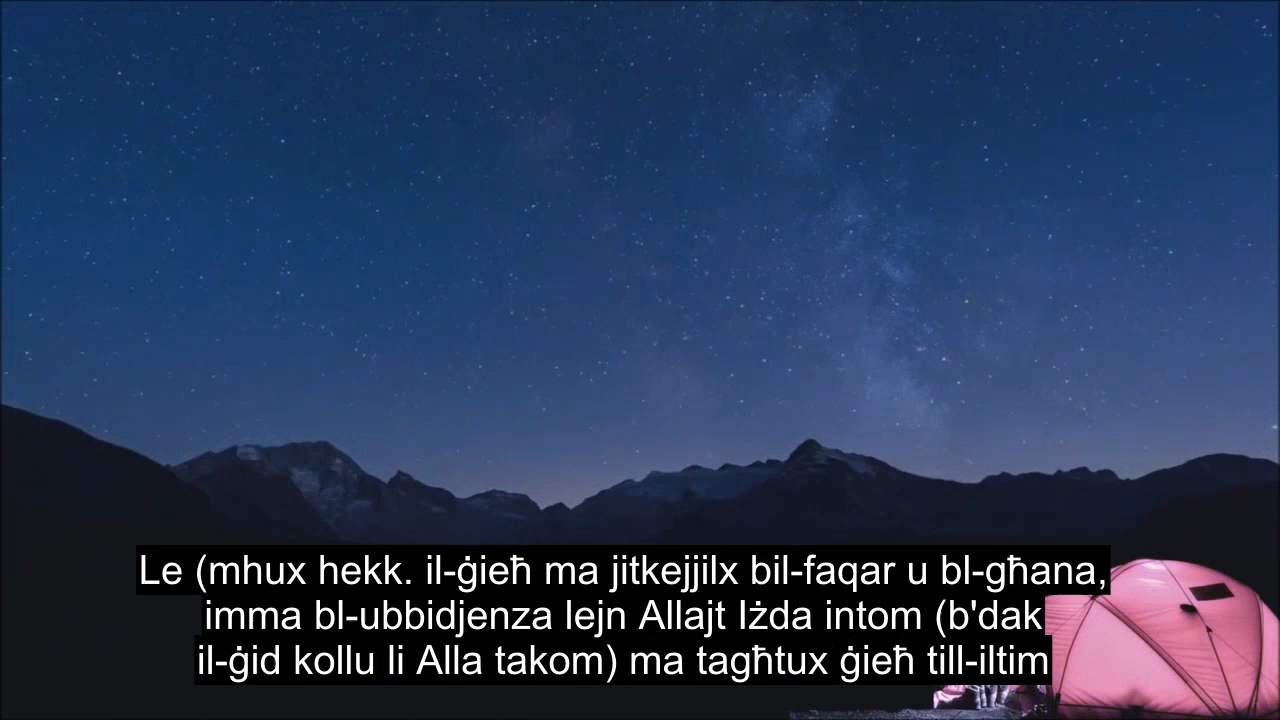 Le (mhux hekk. il-ġieħ ma jitkejjilx bil-faqar u bl-għana,
imma bl-ubbidjenza lejn Allajt Iżda intom (b'dak
il-ġid kollu li Alla takom) ma tagħtux ġieħ till-iltim